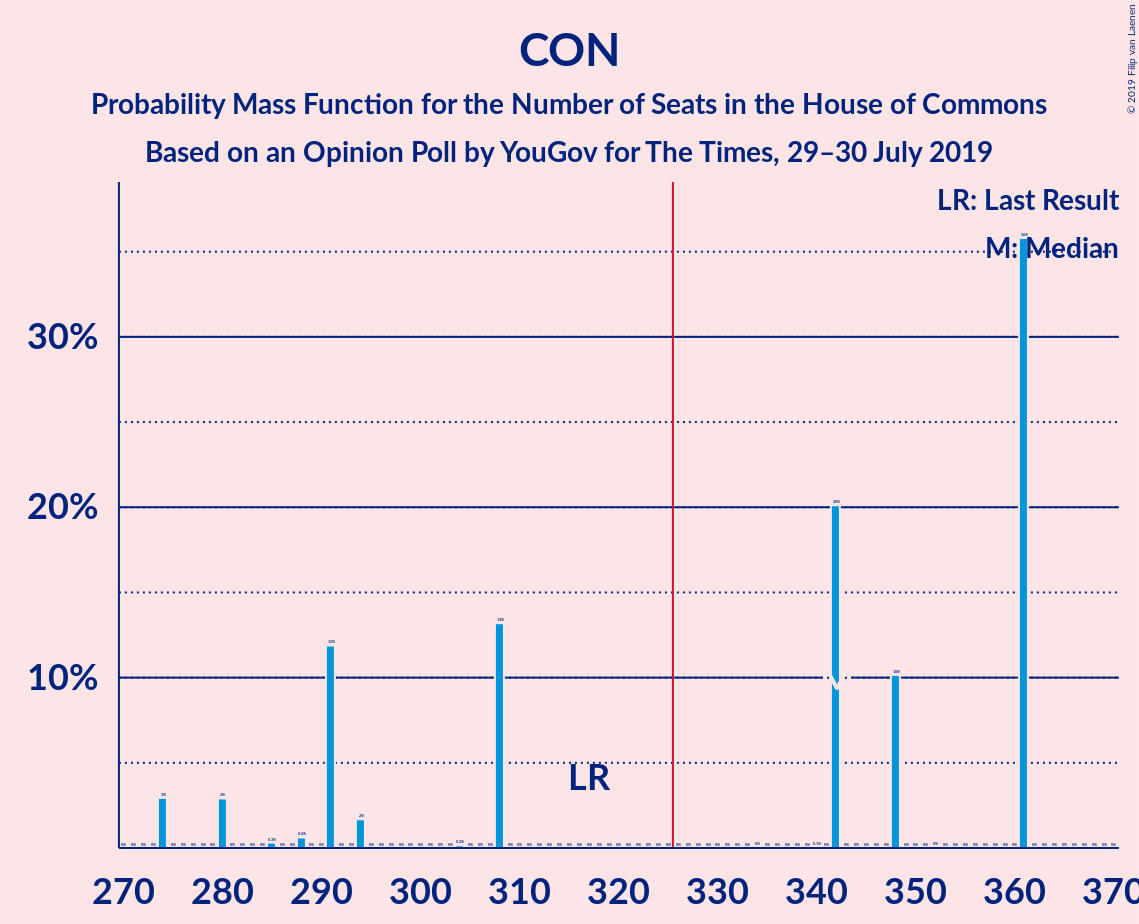 © 2019 Filip van Laenen
CON
Probability Mass Function for the Number of Seats in the House of Commons
Based on an Opinion Poll by YouGov for The Times, 29–30 July 2019
LR: Last Result
M: Median
30%
20%
10%
LR
270 280 290 300 310 320 330 340 350 360 370